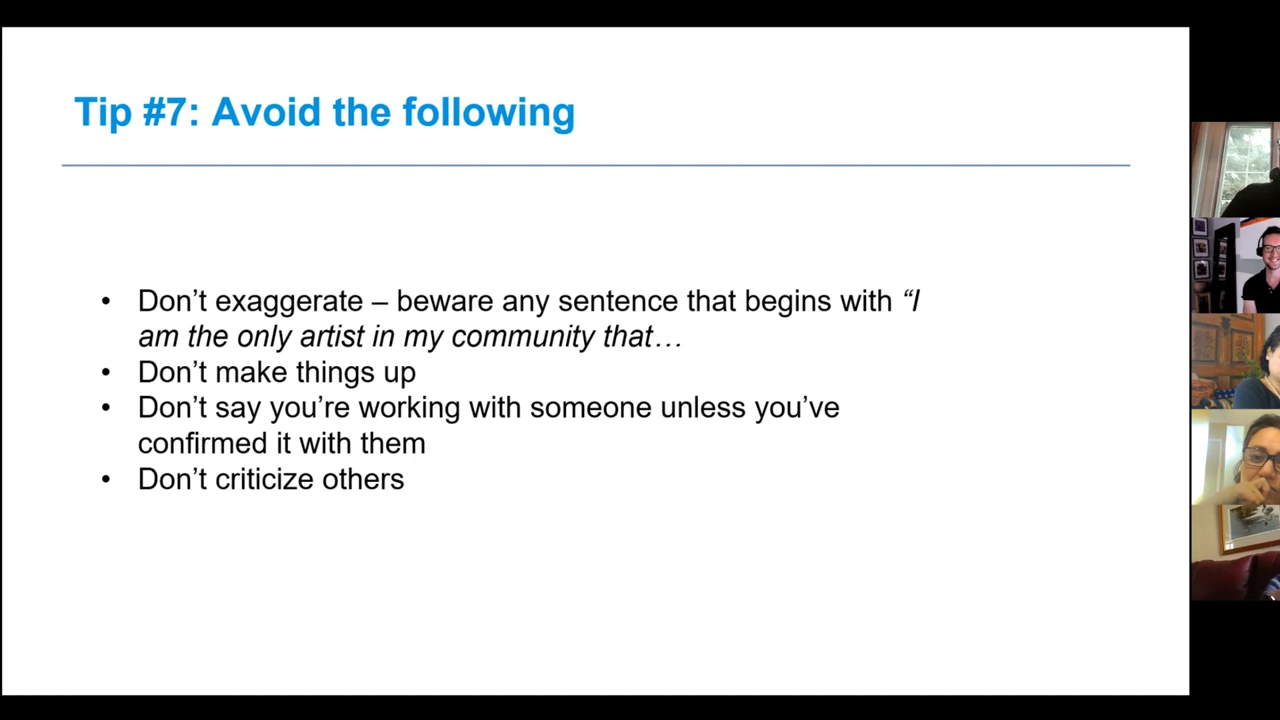 Tip #7: Avoid the following
• Don’t exaggerate – beware any sentence that begins with “I
am the only artist in my community that…
• Don’t make things up
• Don’t say you’re working with someone unless you’ve
confirmed it with them
• Don’t criticize others